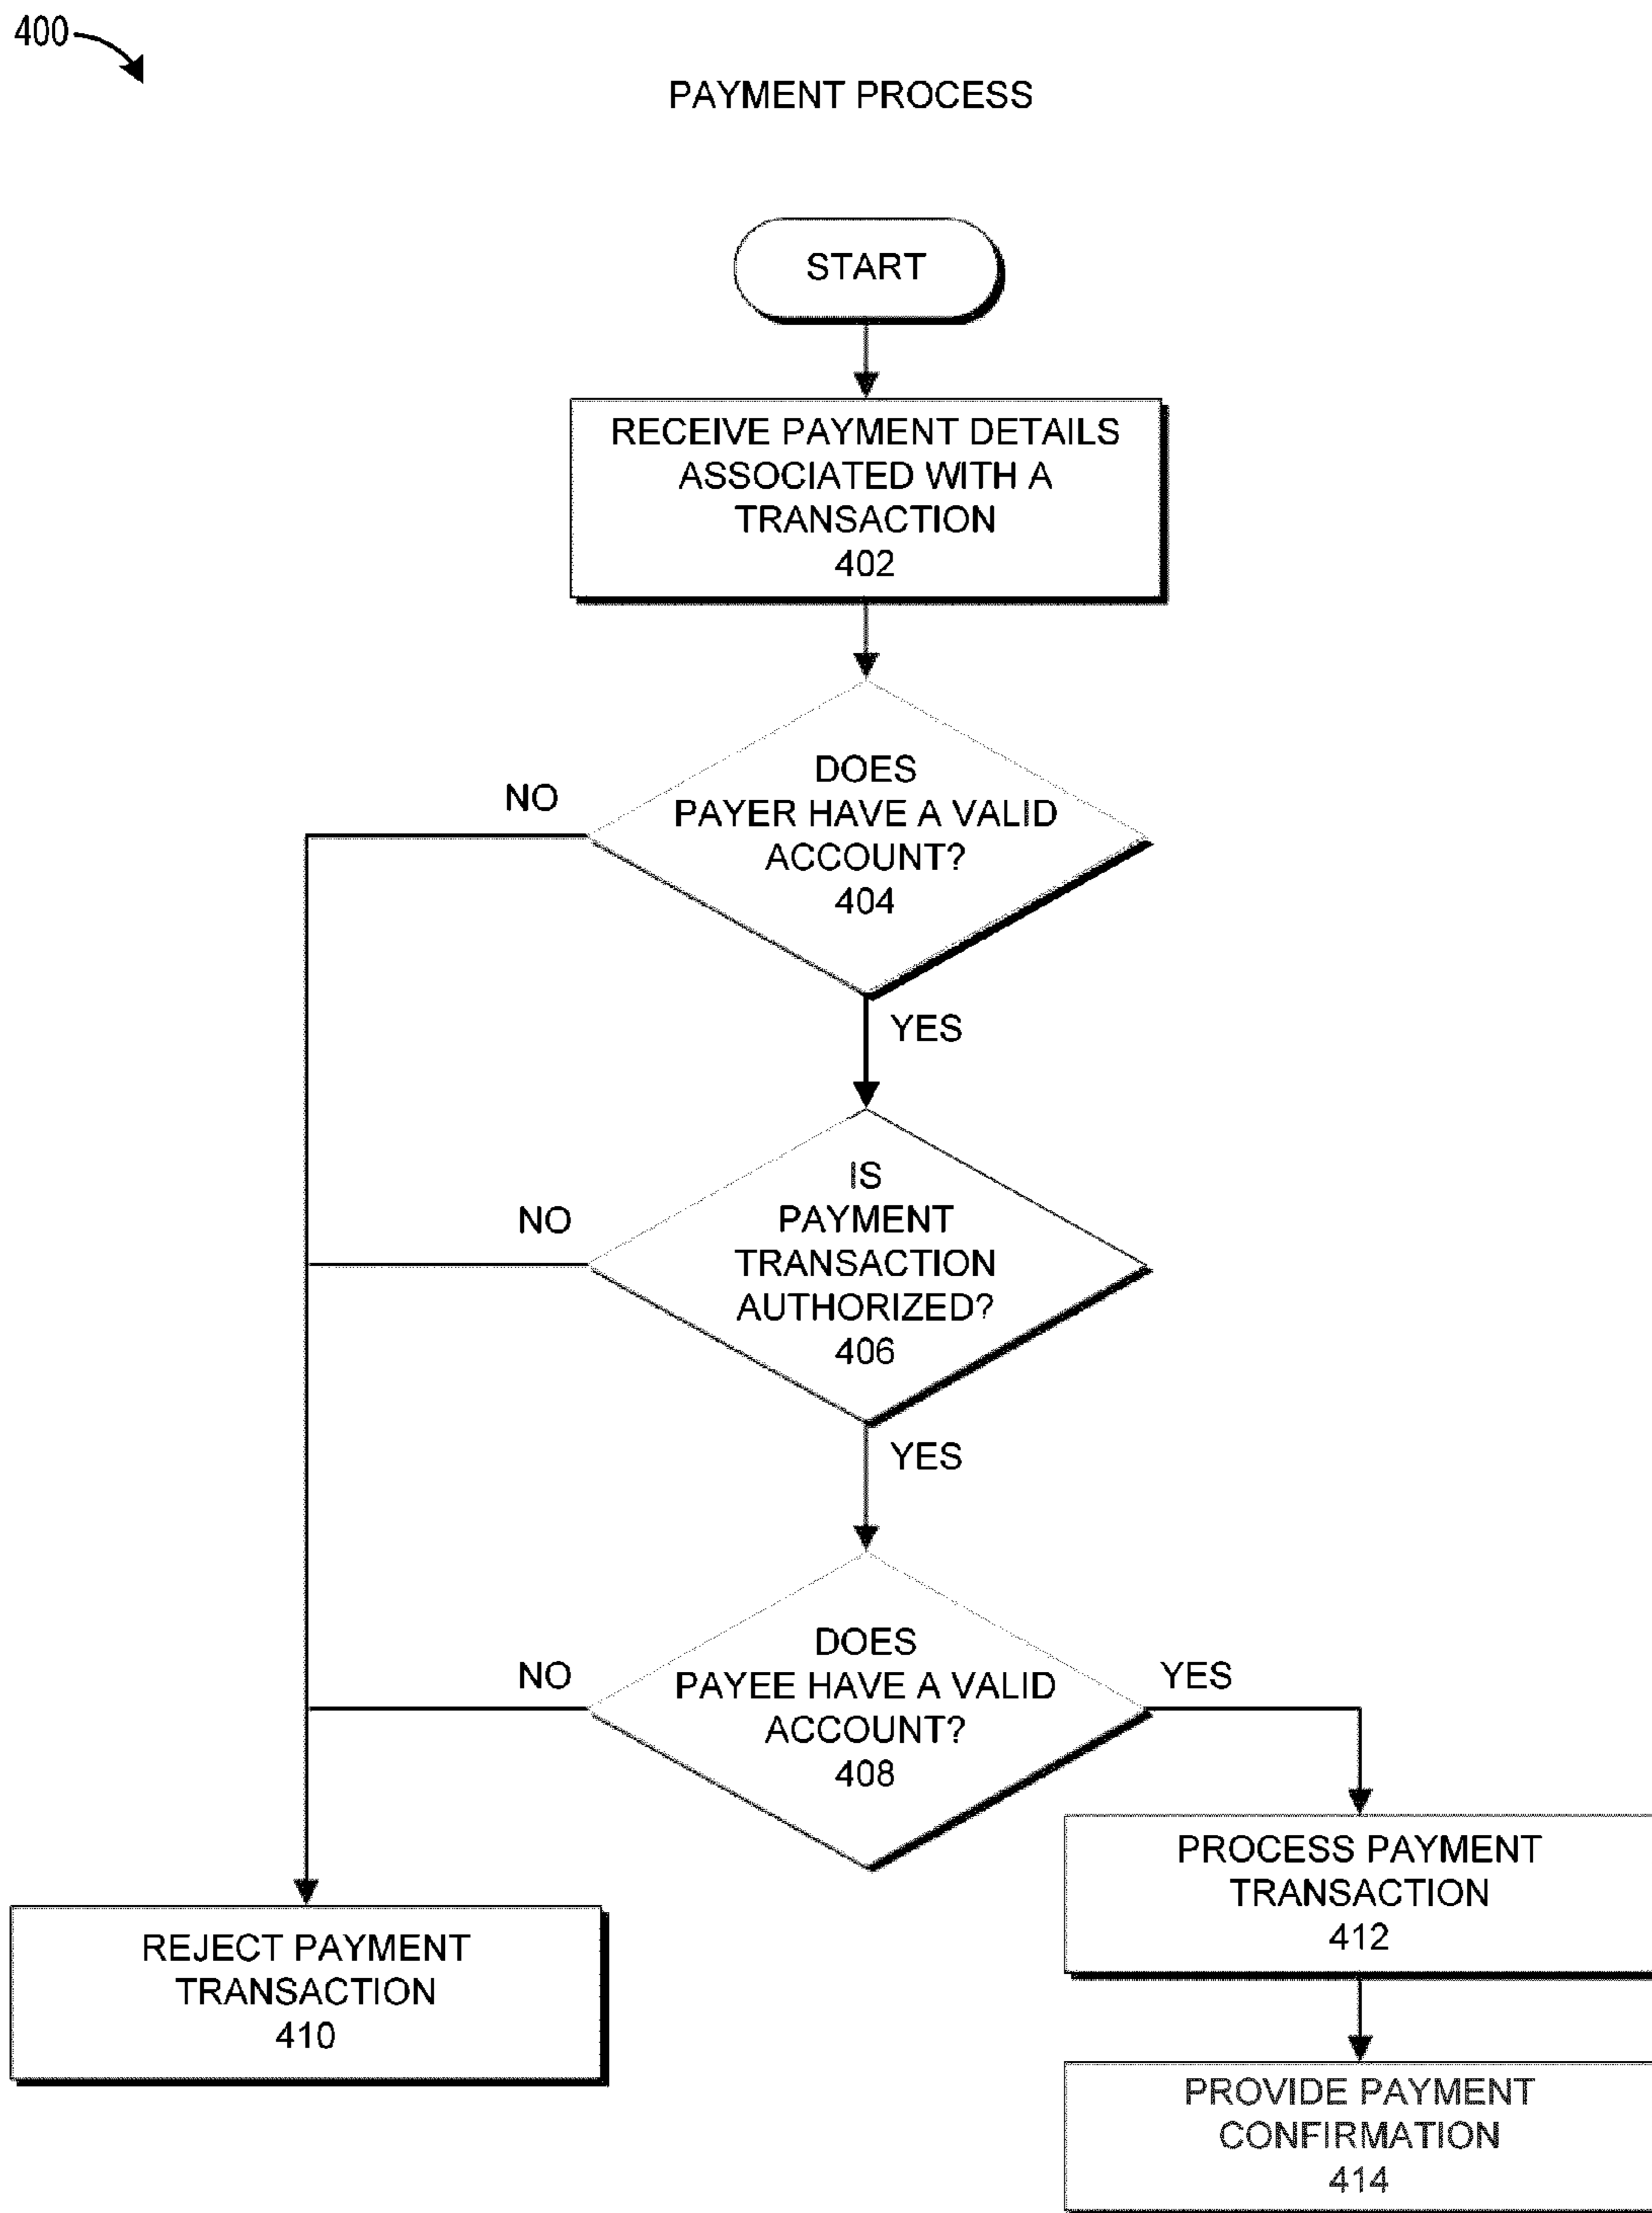 400
PAYMENT PROCESS
START
RECEIVE PAYMENT DETAILS
ASSOCIATED WITH A
TRANSACTION
402
DOES
PAYER HAVE A VALID
ACCOUNT?
404
NO
YES
IS
PAYMENT
TRANSACTION
AUTHORIZED?
406
NO
YES
DOES
PAYEE HAVE A VALID
ACCOUNT?
408
NO
YES
REJECT PAYMENT
TRANSACTION
410
PROCESS PAYMENT
TRANSACTION
412
PROVIDE PAYMENT
CONFIRMATION
414